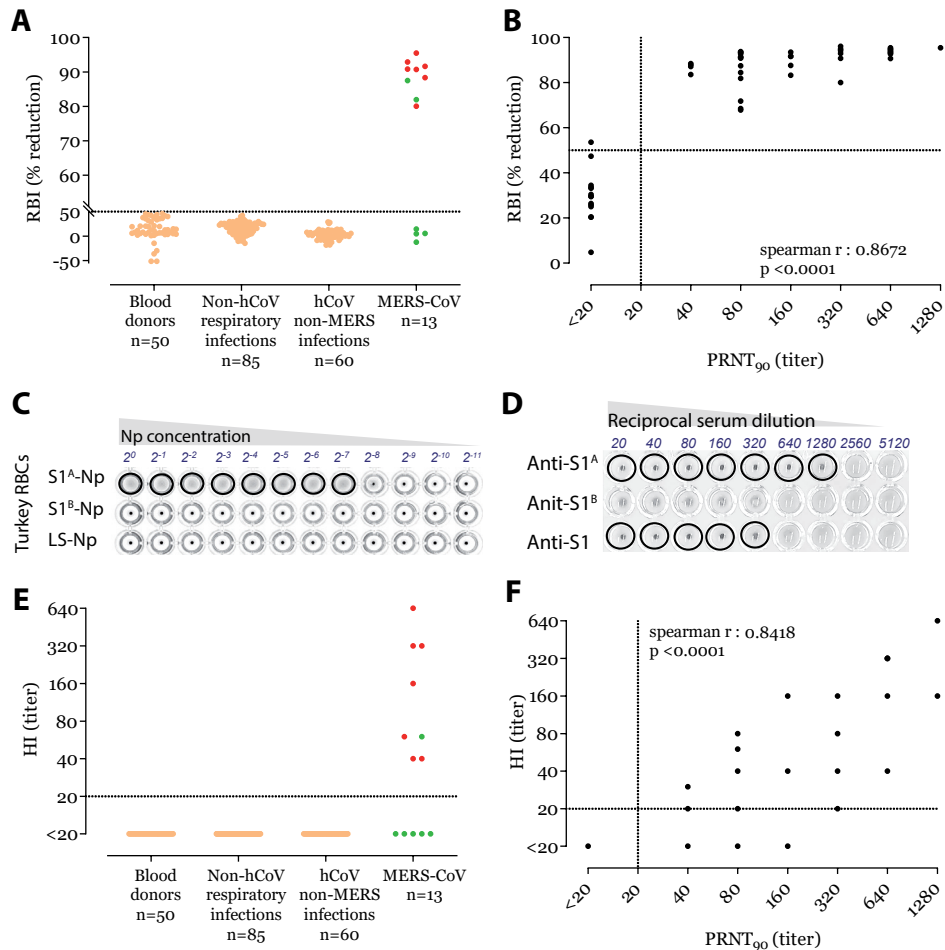 A
RBI (% reduction)
100
90
80
70
60
50
0
-50
Blood donors n=50
Non-hCoV respiratory infections n=85
hCoV non-MERS infections n=60
MERS-CoV n=13
B
RBI (% reduction)
100
80
60
40
20
0
spearman r : 0.8672
p <0.0001
<20 20 40 80 160 320 640 1280
PRNT90 (titer)
C
Np concentration
2^0 2^-1 2^-2 2^-3 2^-4 2^-5 2^-6 2^-7 2^-8 2^-9 2^-10 2^-11
Turkey RBCs
S1^A-Np
S1^B-Np
LS-Np
D
Reciprocal serum dilution
20 40 80 160 320 640 1280 2560 5120
Anti-S1^A
Anit-S1^B
Anti-S1
E
HI (titer)
640
320
160
80
40
20
<20
Blood donors n=50
Non-hCoV respiratory infections n=85
hCoV non-MERS infections n=60
MERS-CoV n=13
F
HI (titer)
640
320
160
80
40
20
<20
spearman r : 0.8418
p <0.0001
<20 20 40 80 160 320 640 1280
PRNT90 (titer)